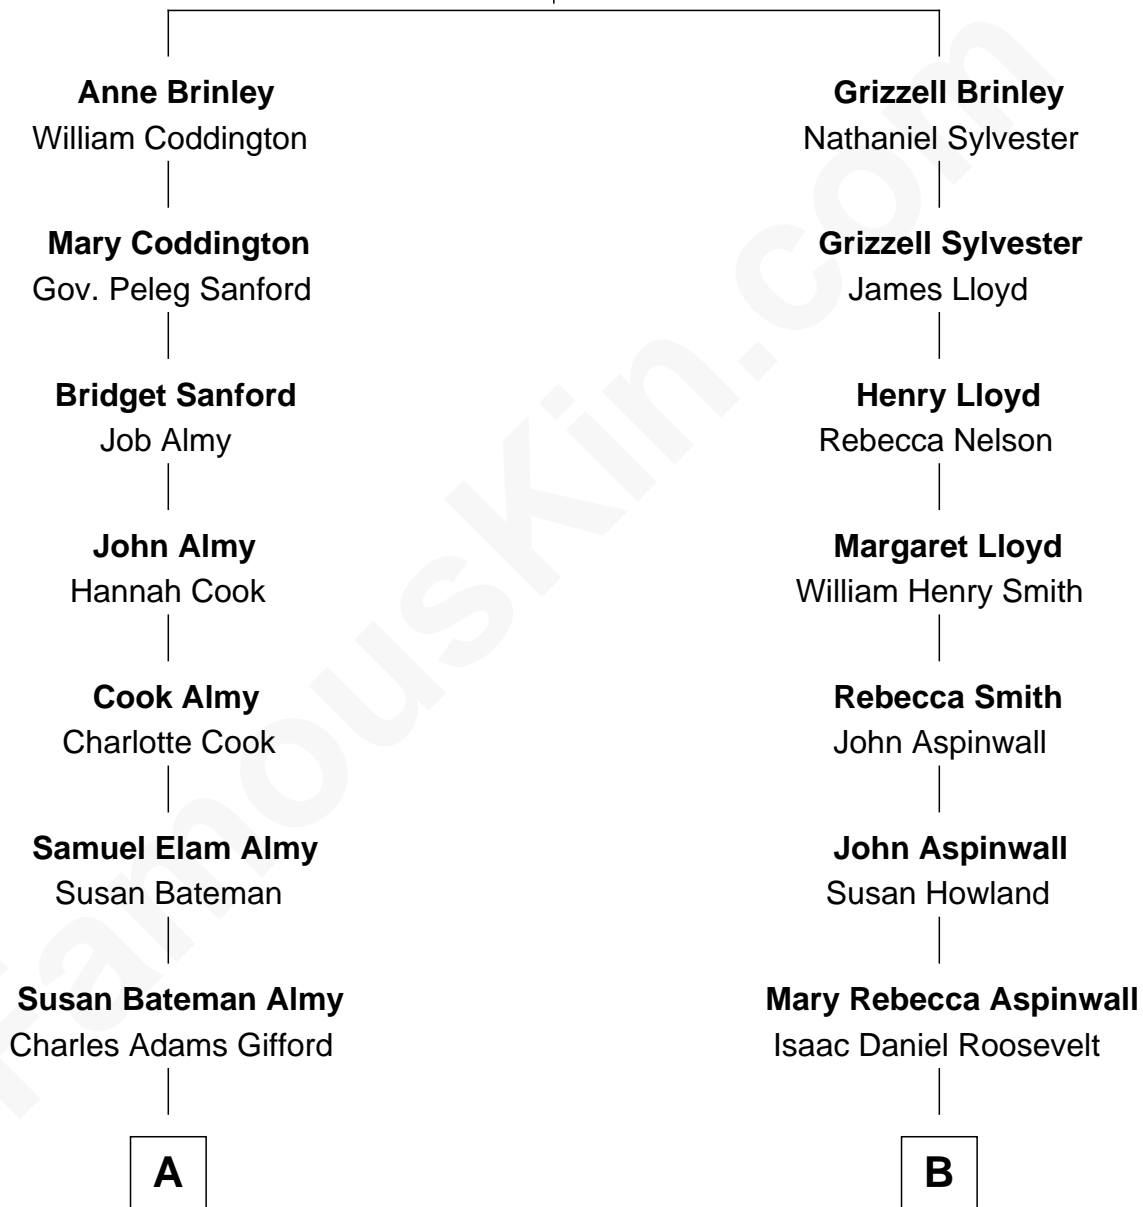 Anne Brinley
William Coddington
Grizzell Brinley
Nathaniel Sylvester
Mary Coddington
Gov. Peleg Sanford
Grizzell Sylvester
James Lloyd
Bridget Sanford
Job Almy
Henry Lloyd
Rebecca Nelson
John Almy
Hannah Cook
Margaret Lloyd
William Henry Smith
Cook Almy
Charlotte Cook
Rebecca Smith
John Aspinwall
Samuel Elam Almy
Susan Bateman
John Aspinwall
Susan Howland
Susan Bateman Almy
Charles Adams Gifford
Mary Rebecca Aspinwall
Isaac Daniel Roosevelt
A
B
FamousKin.com